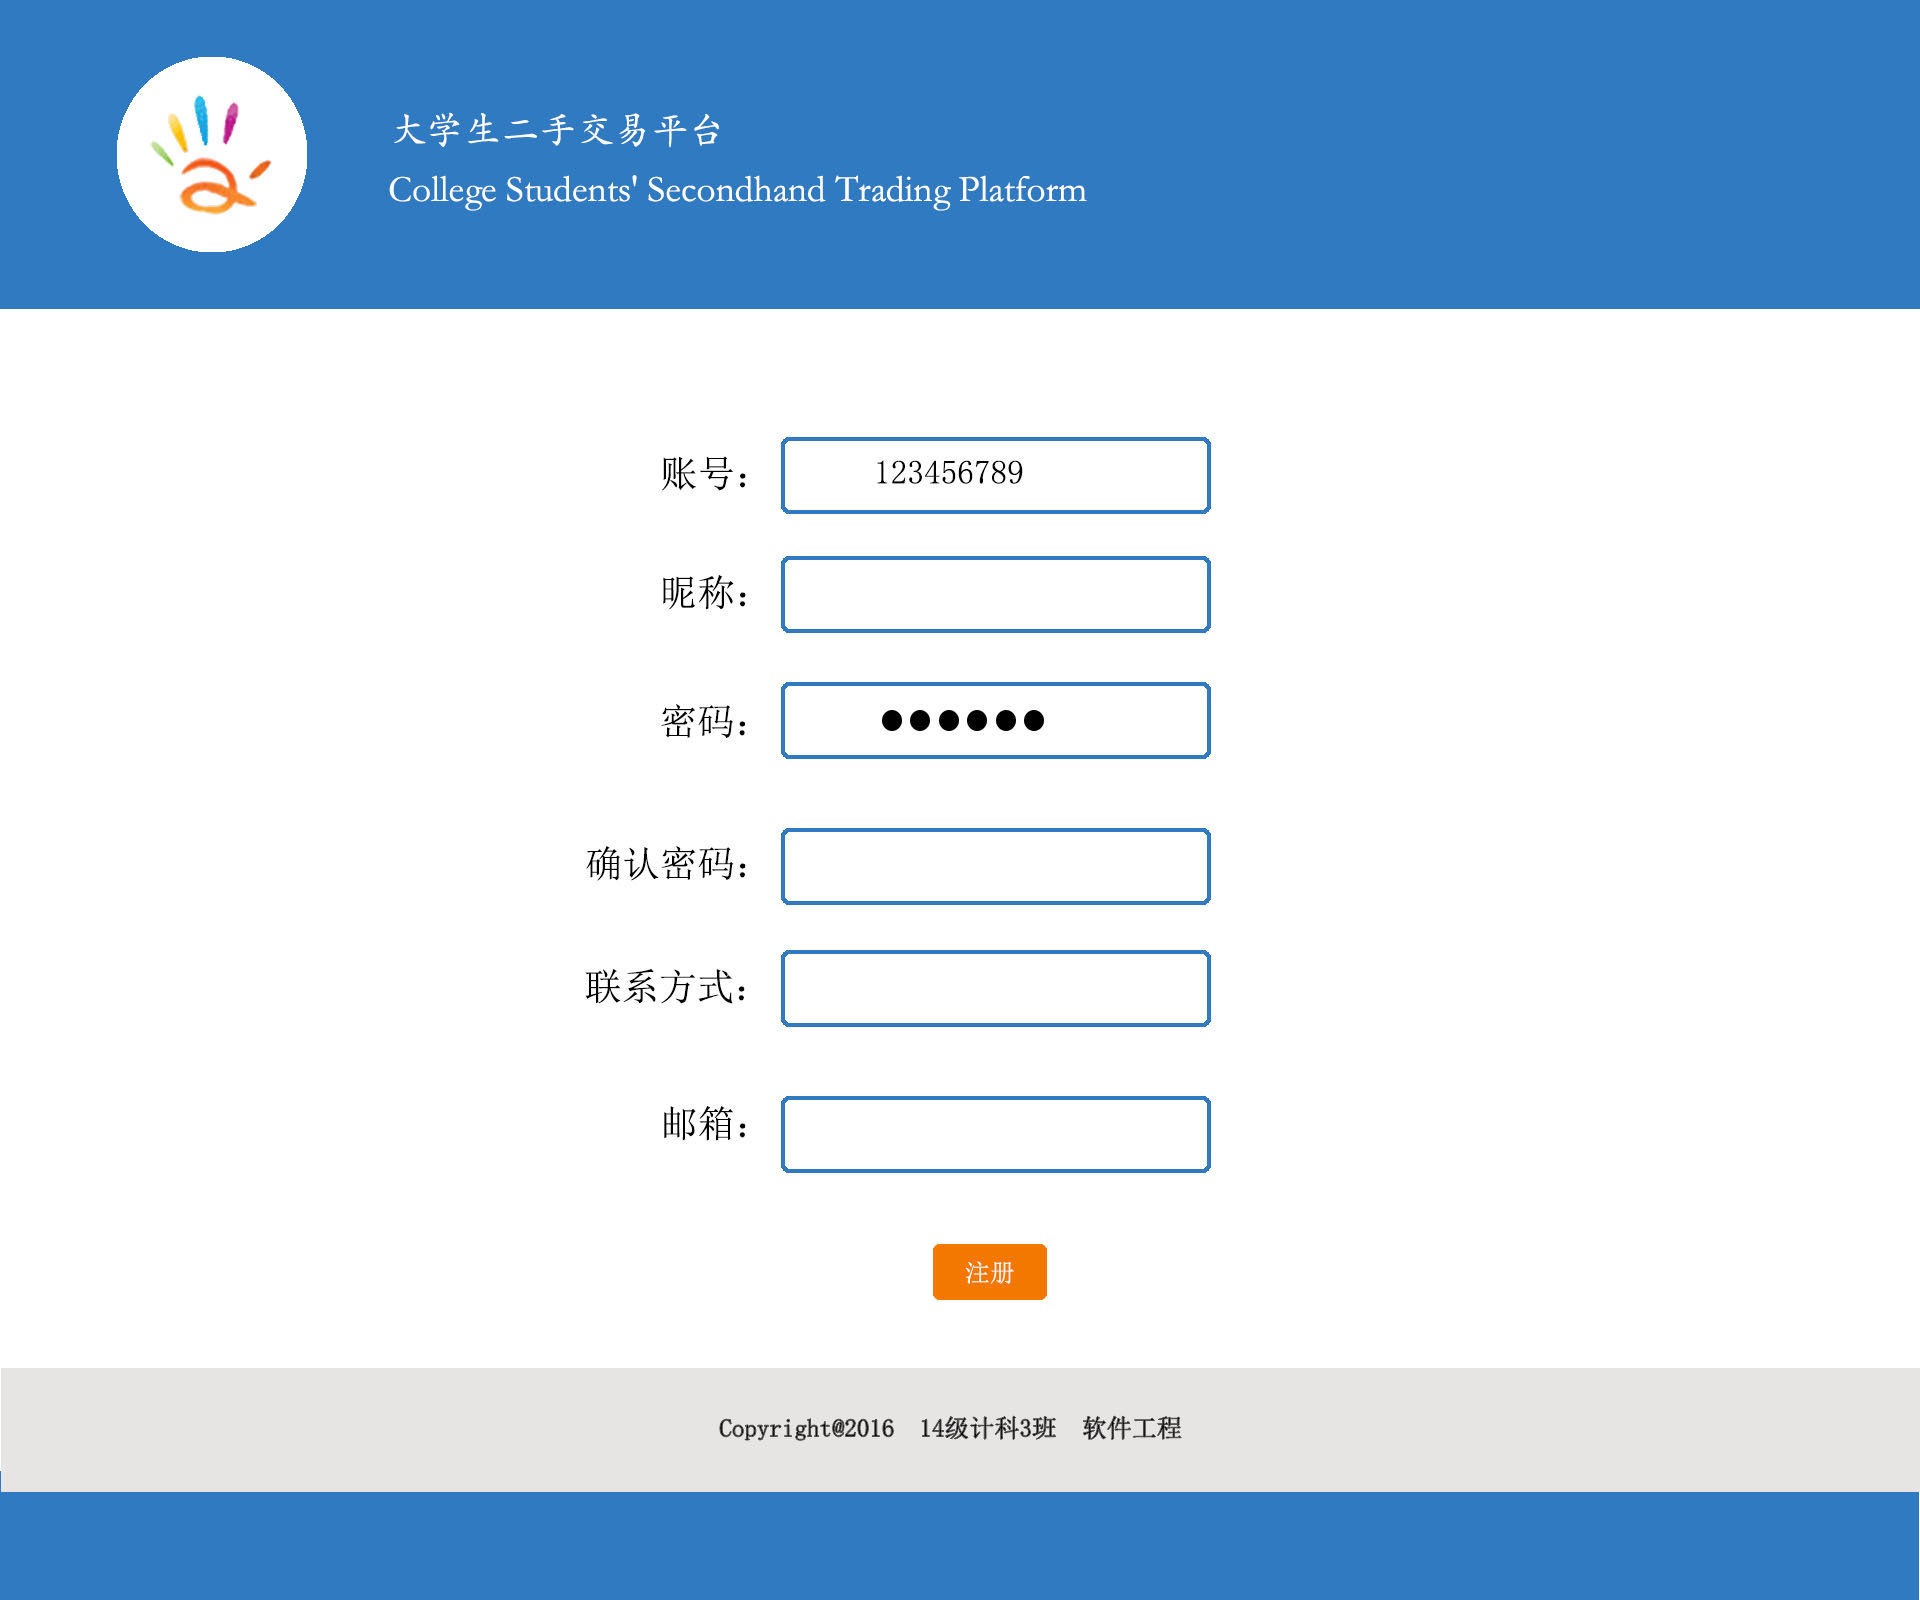 大学生二手交易平台
College Students' Secondhand Trading Platform
账号： 123456789
昵称：
密码： ●●●●●●
确认密码：
联系方式：
邮箱：
注册
Copyright@2016 14级计科3班 软件工程